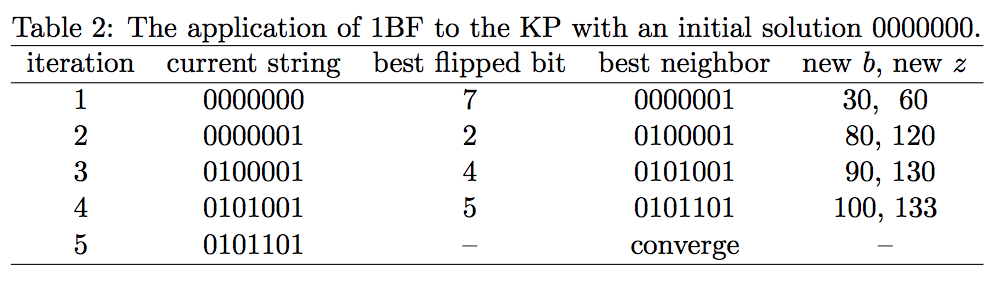 Table 2: The application of 1BF to the KP with an initial solution 0000000.
iteration current string best flipped bit best neighbor new b, new z
1 0000000 7 0000001 30, 60
2 0000001 2 0100001 80, 120
3 0100001 4 0101001 90, 130
4 0101001 5 0101101 100, 133
5 0101101 – converge –